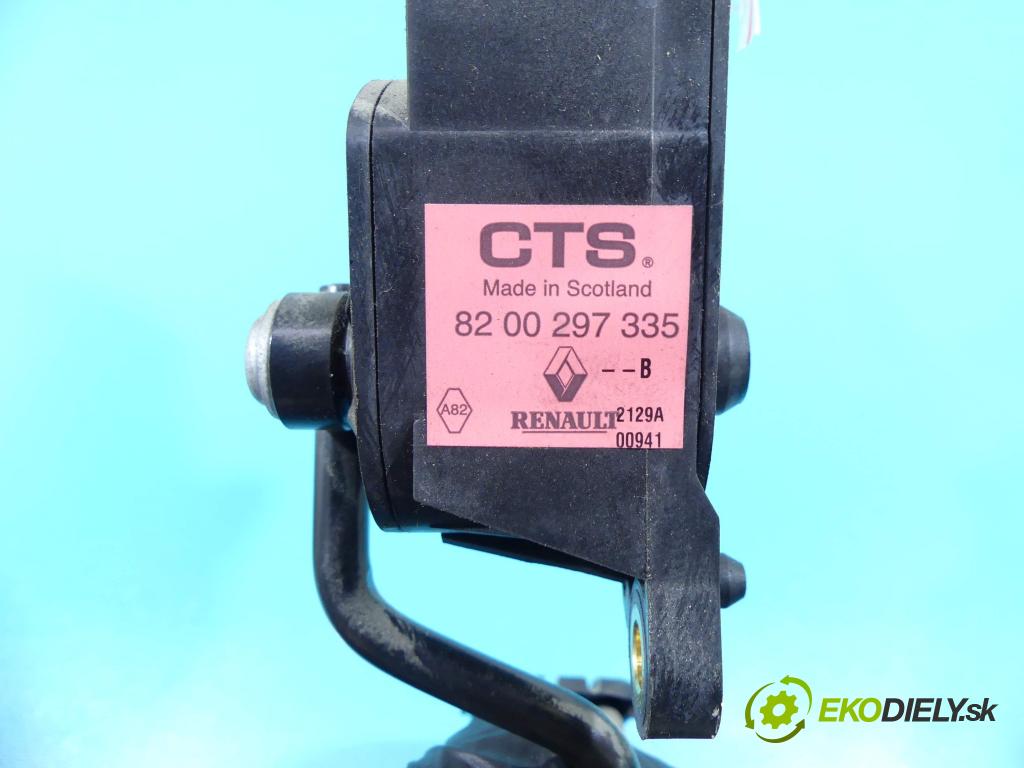 CTS®
Made in Scotland
82 00 297 335
--B
A82
RENAULT 2129A
00941
EKODIELY.sk